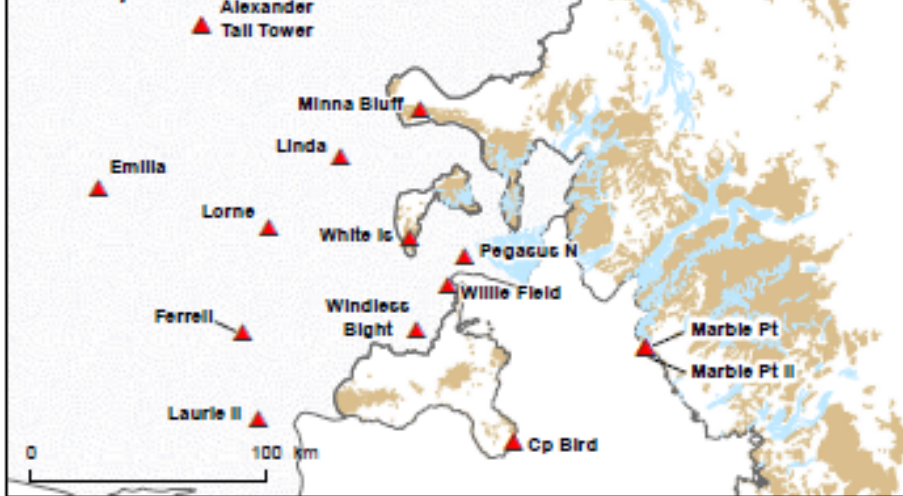 Alexander
Tall Tower
Minna Bluff
Linda
Emilia
Lorne
White Is
Pegasus N
Willie Field
Windless
Bight
Ferrell
Marble Pt
Marble Pt II
Laurie II
Cp Bird
0 100 km